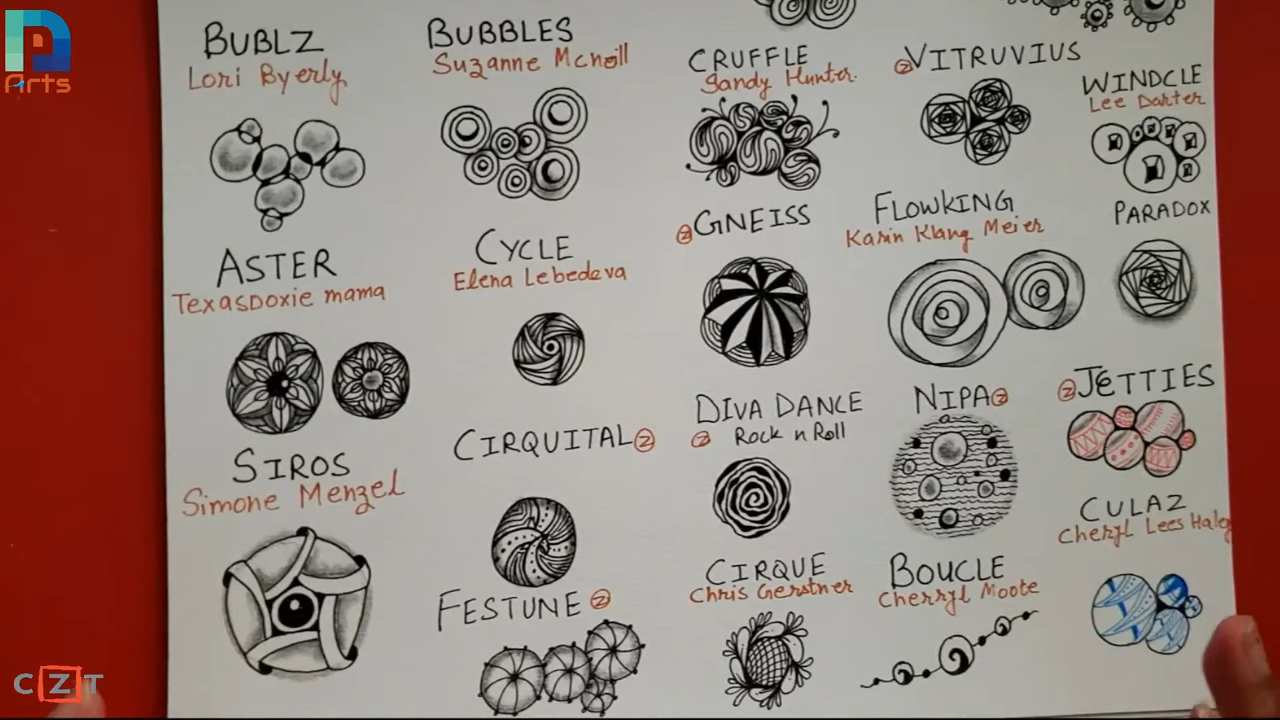 DA
Arts
BUBLZ
Lori Byerly
ASTER
Texasdoxie mama
SIROS
Simone Menzel
BUBBLES
Suzanne Mcneill
CYCLE
Elena Lebedeva
CIRQUITAL Z
FESTUNE Z
CRUFFLE
Sandy Hunter.
Z GNEISS
DIVA DANCE
Z Rock n Roll
CIRQUE
Chris Gerstner
Z VITRUVIUS
FLOWKING
Karin Klang Meier
NIPA Z
BOUCLE
Cherryl Moote
WINDCLE
Lee Darter
PARADOX
Z JETTIES
CULAZ
Cheryl Lees Haley
CZT